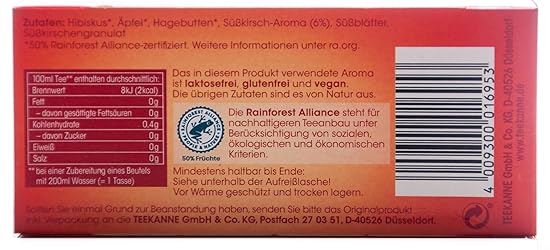 Zutaten: Hibiskus*, Äpfel*, Hagebutten*, Süßkirsch-Aroma (6%), Süßblätter,
Süßkirschengranulat
*50% Rainforest Alliance-zertifiziert. Weitere Informationen unter ra.org.
100ml Tee** enthalten durchschnittlich:
Brennwert 8kJ (2kcal)
Fett 0g
– davon gesättigte Fettsäuren 0g
Kohlenhydrate 0,4g
– davon Zucker 0g
Eiweiß 0g
Salz 0g
** bei einer Zubereitung eines Beutels
mit 200ml Wasser (= 1 Tasse)
Das in diesem Produkt verwendete Aroma
ist laktosefrei, glutenfrei und vegan.
Die übrigen Zutaten sind es von Natur aus.
RAINFOREST ALLIANCE
50% Früchte
Die Rainforest Alliance steht für
nachhaltigeren Teeanbau unter
Berücksichtigung von sozialen,
ökologischen und ökonomischen
Kriterien.
Mindestens haltbar bis Ende:
Siehe unterhalb der Aufreißlasche!
Vor Wärme geschützt und trocken lagern.
Sollten Sie einmal Grund zur Beanstandung haben, senden Sie bitte das Originalprodukt
inkl. Verpackung an die TEEKANNE GmbH & Co. KG, Postfach 27 03 51, D-40526 Düsseldorf.
4 009300 016953
TEEKANNE GmbH & Co. KG, D-40526 Düsseldorf
www.teekanne.de